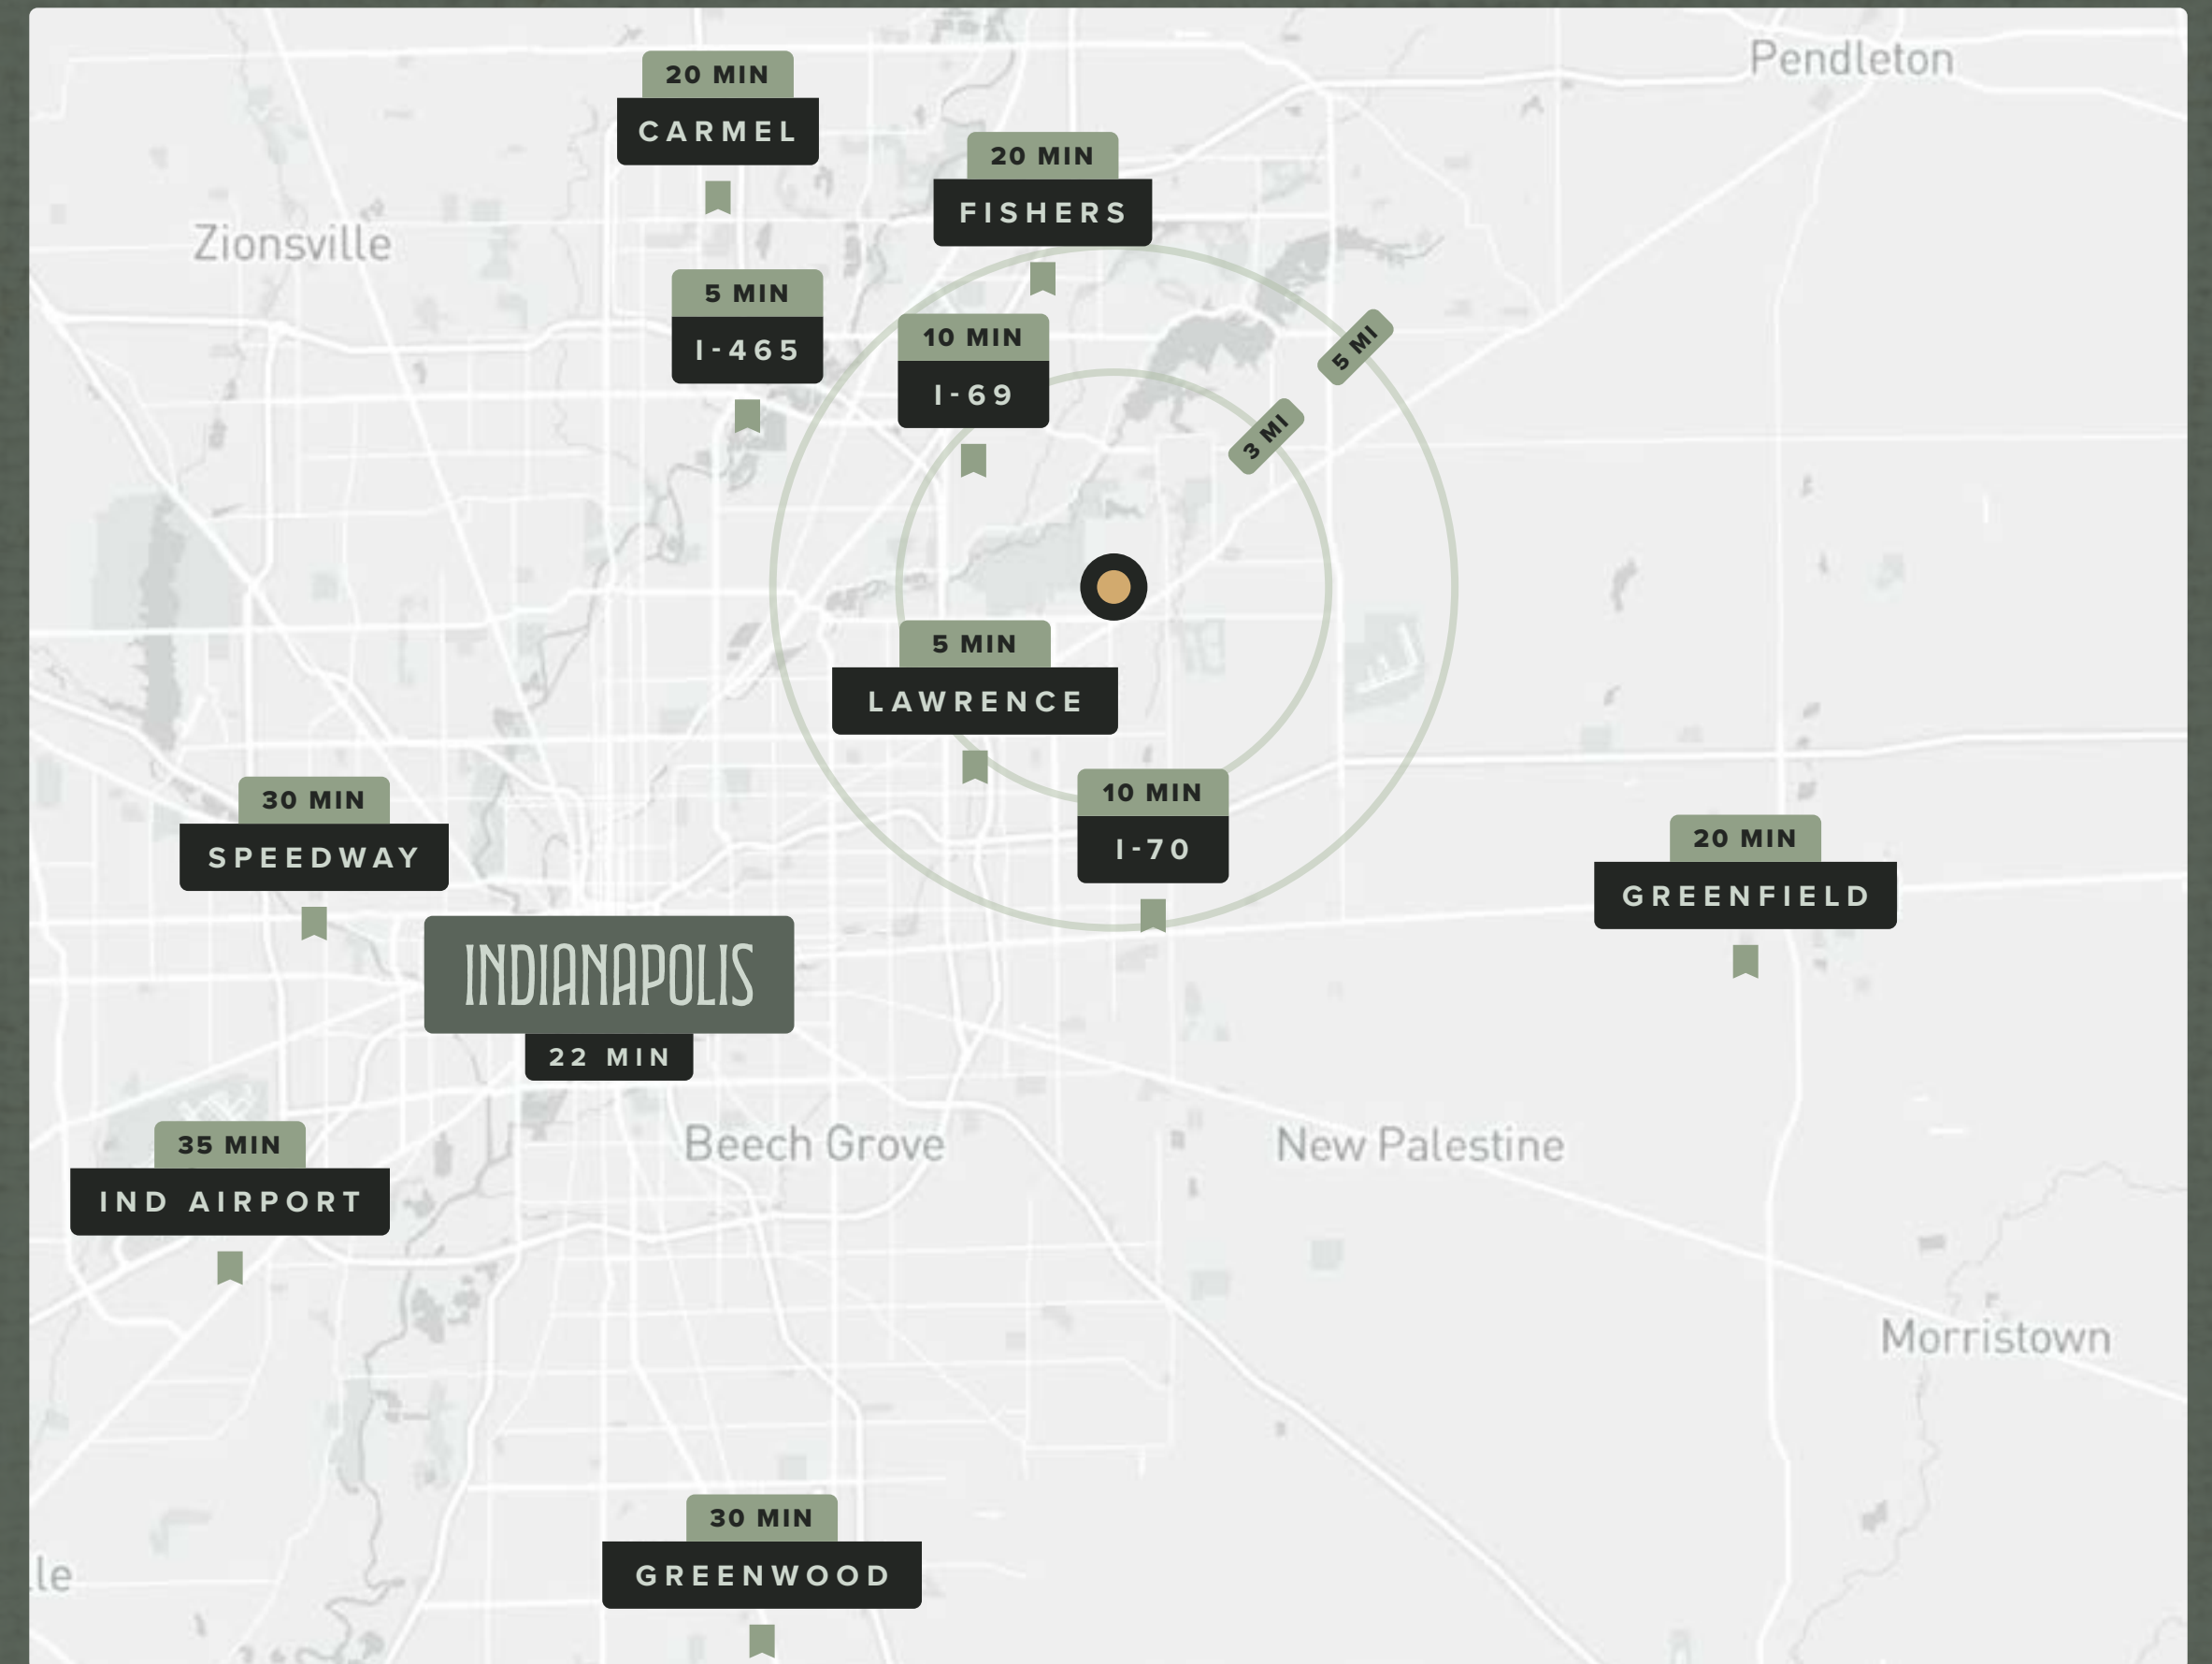 Pendleton
20 MIN
CARMEL
20 MIN
FISHERS
Zionsville
5 MIN
I-465
10 MIN
I-69
5 MI
3 MI
5 MIN
LAWRENCE
10 MIN
I-70
30 MIN
SPEEDWAY
20 MIN
GREENFIELD
INDIANAPOLIS
22 MIN
35 MIN
IND AIRPORT
Beech Grove
New Palestine
Morristown
30 MIN
GREENWOOD
le